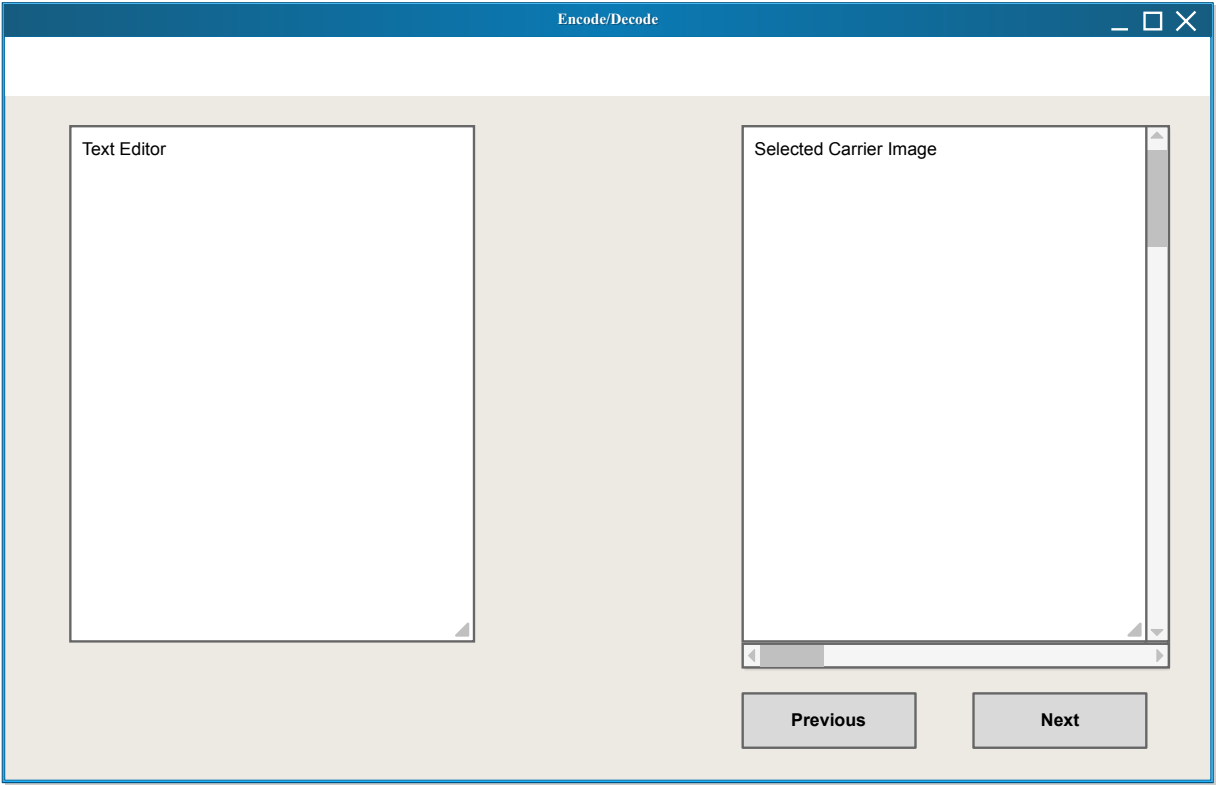 Encode/Decode
Text Editor
Selected Carrier Image
Previous
Next